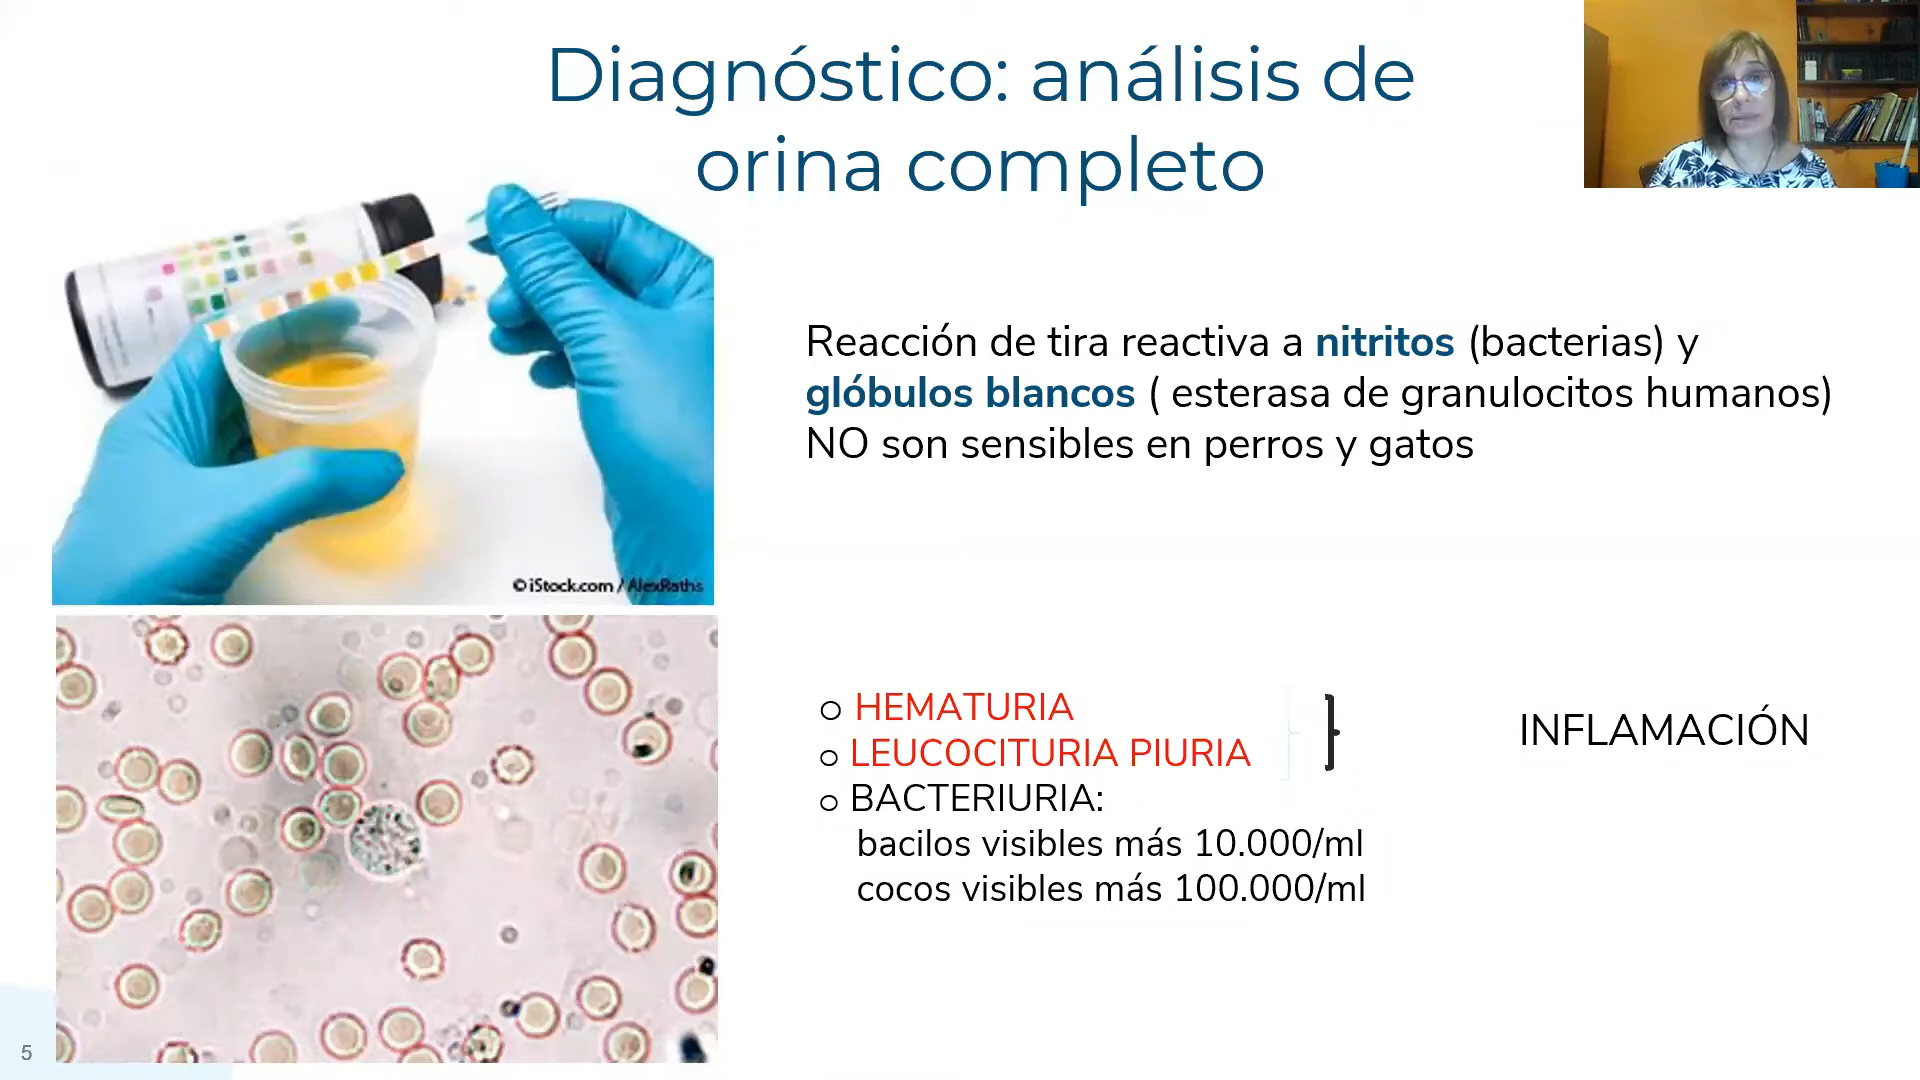 Diagnóstico: análisis de
orina completo
Reacción de tira reactiva a nitritos (bacterias) y
glóbulos blancos ( esterasa de granulocitos humanos)
NO son sensibles en perros y gatos
© iStock.com / AlexRaths
o HEMATURIA
o LEUCOCITURIA PIURIA
INFLAMACIÓN
o BACTERIURIA:
bacilos visibles más 10.000/ml
cocos visibles más 100.000/ml
5